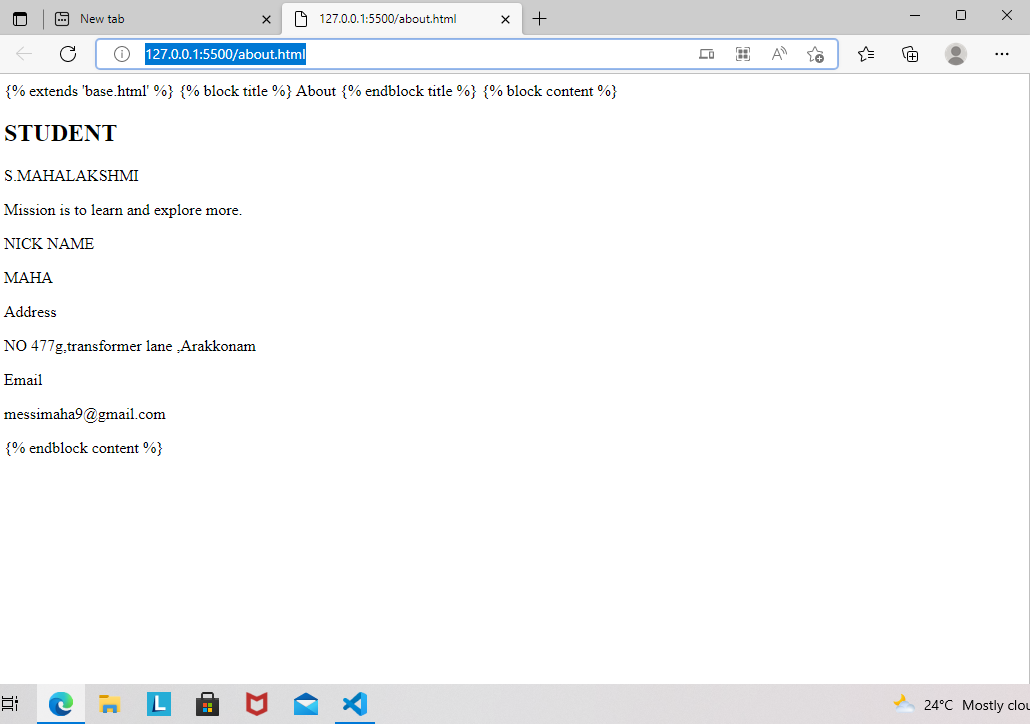 New tab
127.0.0.1:5500/about.html
127.0.0.1:5500/about.html
{% extends 'base.html' %} {% block title %} About {% endblock title %} {% block content %}
STUDENT
S.MAHALAKSHMI
Mission is to learn and explore more.
NICK NAME
MAHA
Address
NO 477g,transformer lane ,Arakkonam
Email
messimaha9@gmail.com
{% endblock content %}
L
24°C Mostly clou